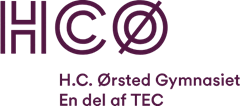 HCØ
H.C. Ørsted Gymnasiet
En del af TEC